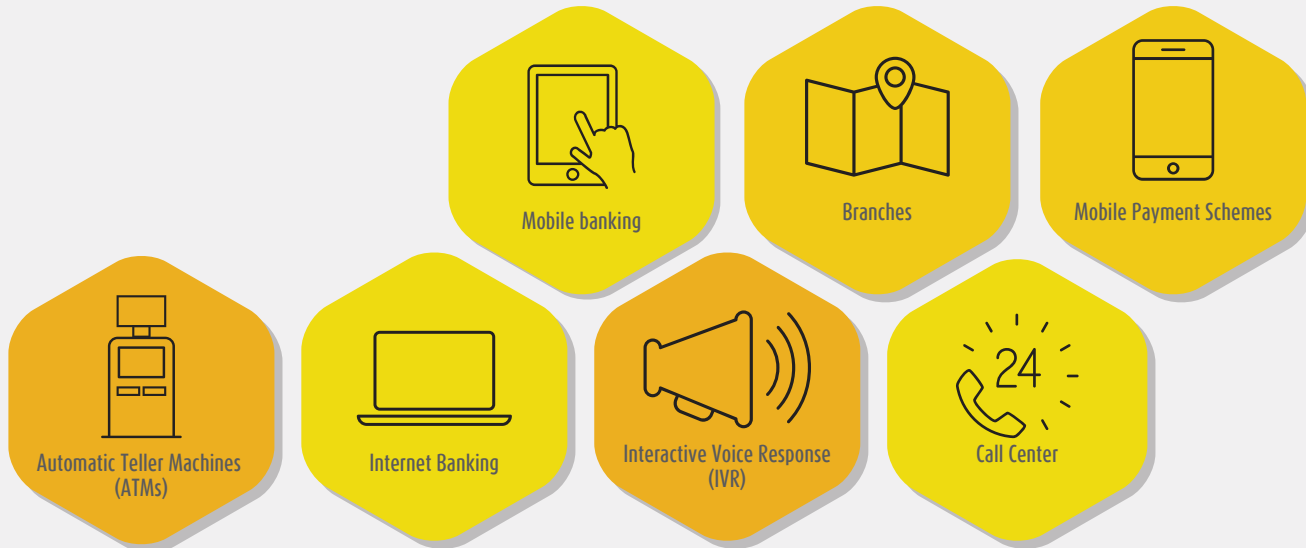 Mobile banking
Branches
Mobile Payment Schemes
Automatic Teller Machines
(ATMs)
Internet Banking
Interactive Voice Response
(IVR)
24
Call Center